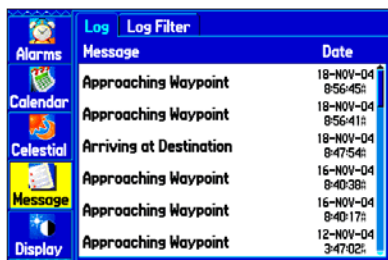 Log Log Filter
Alarms
Message Date
Calendar
Approaching Waypoint 18-NOV-04
8:56:45
Approaching Waypoint 18-NOV-04
8:56:41
Celestial
Arriving at Destination 18-NOV-04
8:47:54
Approaching Waypoint 16-NOV-04
8:40:38
Message
Approaching Waypoint 16-NOV-04
8:40:17
Display
Approaching Waypoint 12-NOV-04
3:47:02